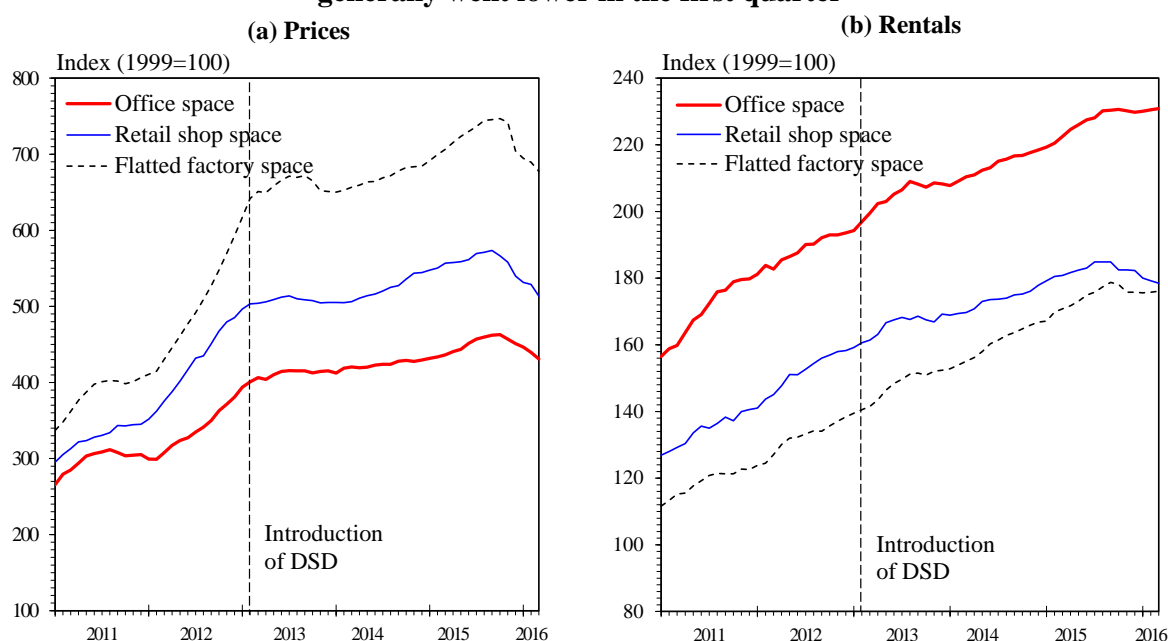 generally went lower in the first quarter
(a) Prices
Index (1999=100)
800
700
600
500
400
300
200
100
Office space
Retail shop space
Flatted factory space
Introduction
of DSD
2011 2012 2013 2014 2015 2016
(b) Rentals
Index (1999=100)
240
220
200
180
160
140
120
100
80
Office space
Retail shop space
Flatted factory space
Introduction
of DSD
2011 2012 2013 2014 2015 2016